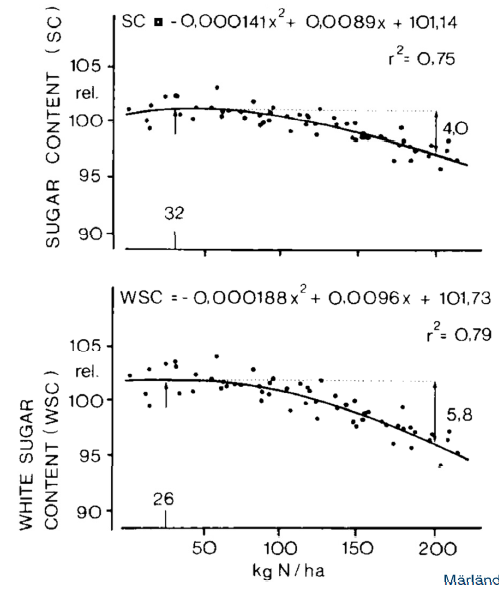 SC = -0,000141x² + 0,0089x + 101,14
r² = 0,75
SUGAR CONTENT (SC)
105
rel.
100
95
90
4,0
32
WSC = -0,000188x² + 0,0096x + 101,73
r² = 0,79
WHITE SUGAR
CONTENT (WSC)
105
rel.
100
95
90
5,8
26
50 100 150 200
kg N/ha
Märländ